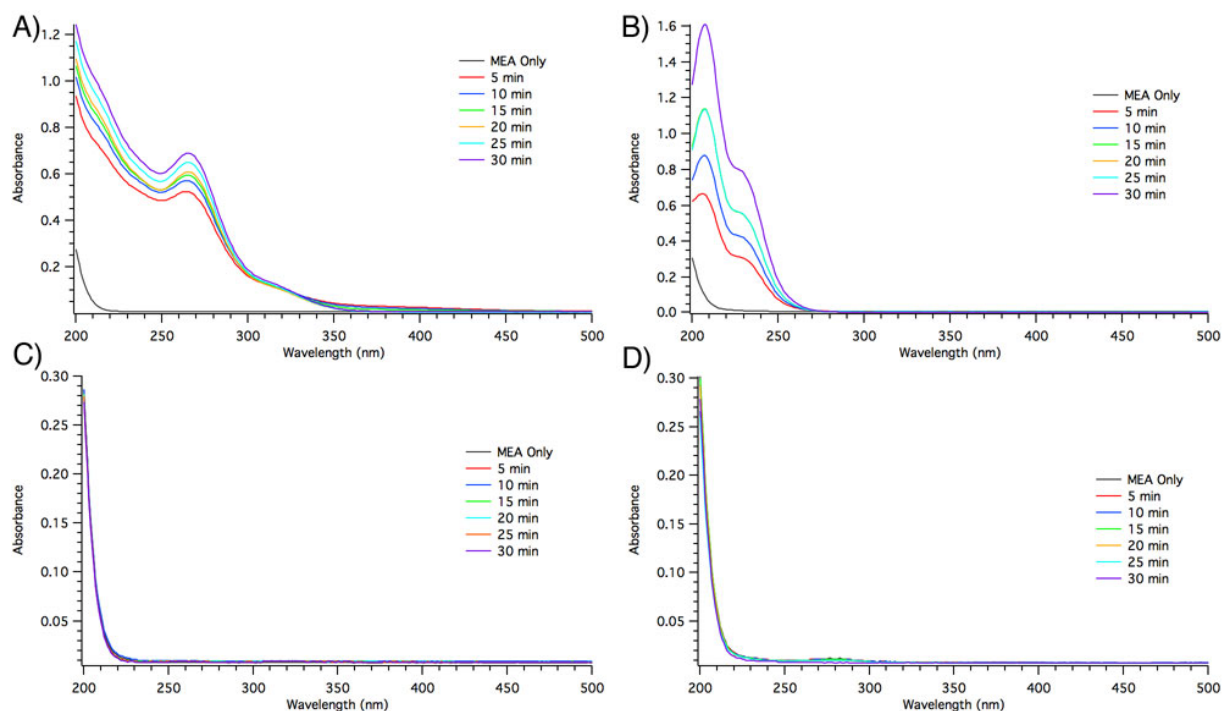 A)
1.2
1.0
0.8
0.6
0.4
0.2
Absorbance
MEA Only
5 min
10 min
15 min
20 min
25 min
30 min
200 250 300 350 400 450 500
Wavelength (nm)
B)
1.6
1.4
1.2
1.0
0.8
0.6
0.4
0.2
0.0
Absorbance
MEA Only
5 min
10 min
15 min
20 min
25 min
30 min
200 250 300 350 400 450 500
Wavelength (nm)
C)
0.30
0.25
0.20
0.15
0.10
0.05
Absorbance
MEA Only
5 min
10 min
15 min
20 min
25 min
30 min
200 250 300 350 400 450 500
Wavelength (nm)
D)
0.30
0.25
0.20
0.15
0.10
0.05
Absorbance
MEA Only
5 min
10 min
15 min
20 min
25 min
30 min
200 250 300 350 400 450 500
Wavelength (nm)